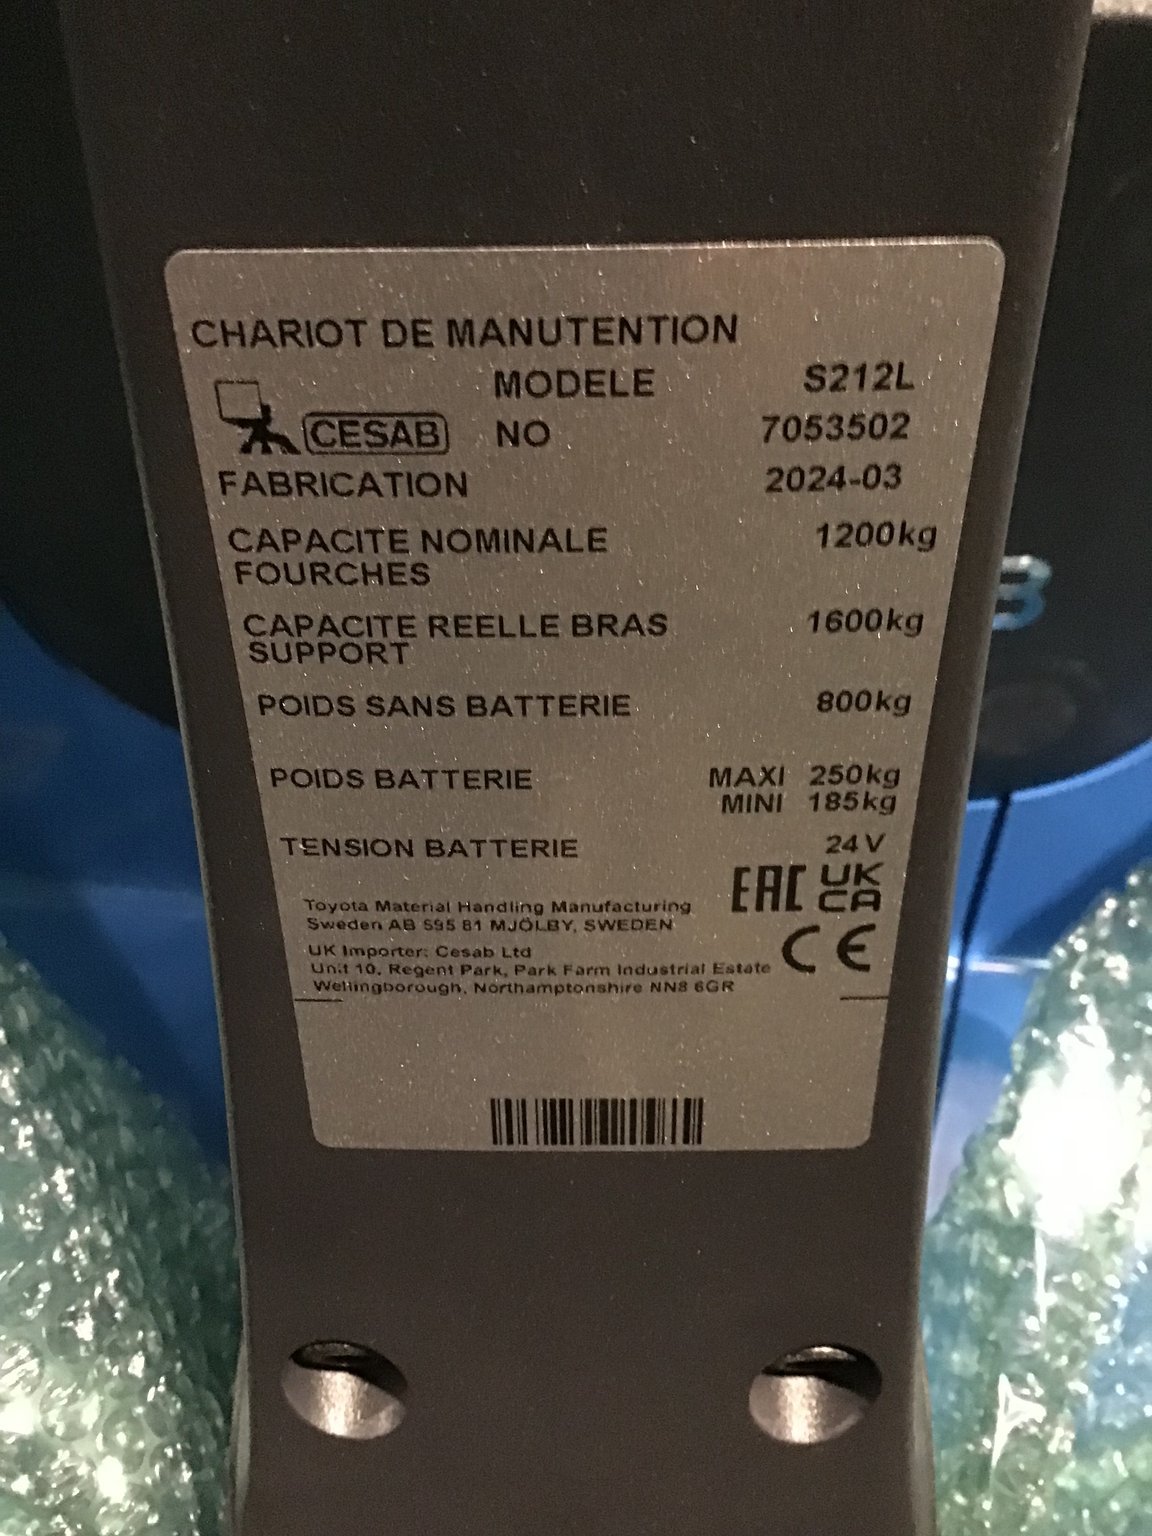 CHARIOT DE MANUTENTION
MODELE S212L
CESAB NO 7053502
FABRICATION 2024-03
CAPACITE NOMINALE 1200kg
FOURCHES
CAPACITE REELLE BRAS 1600kg
SUPPORT
POIDS SANS BATTERIE 800kg
POIDS BATTERIE MAXI 250kg
MINI 185kg
TENSION BATTERIE 24 V
EAC UK
CA
Toyota Material Handling Manufacturing
Sweden AB 595 81 MJÖLBY, SWEDEN
CE
UK Importer: Cesab Ltd
Unit 10, Regent Park, Park Farm Industrial Estate
Wellingborough, Northamptonshire NN8 6GR
B